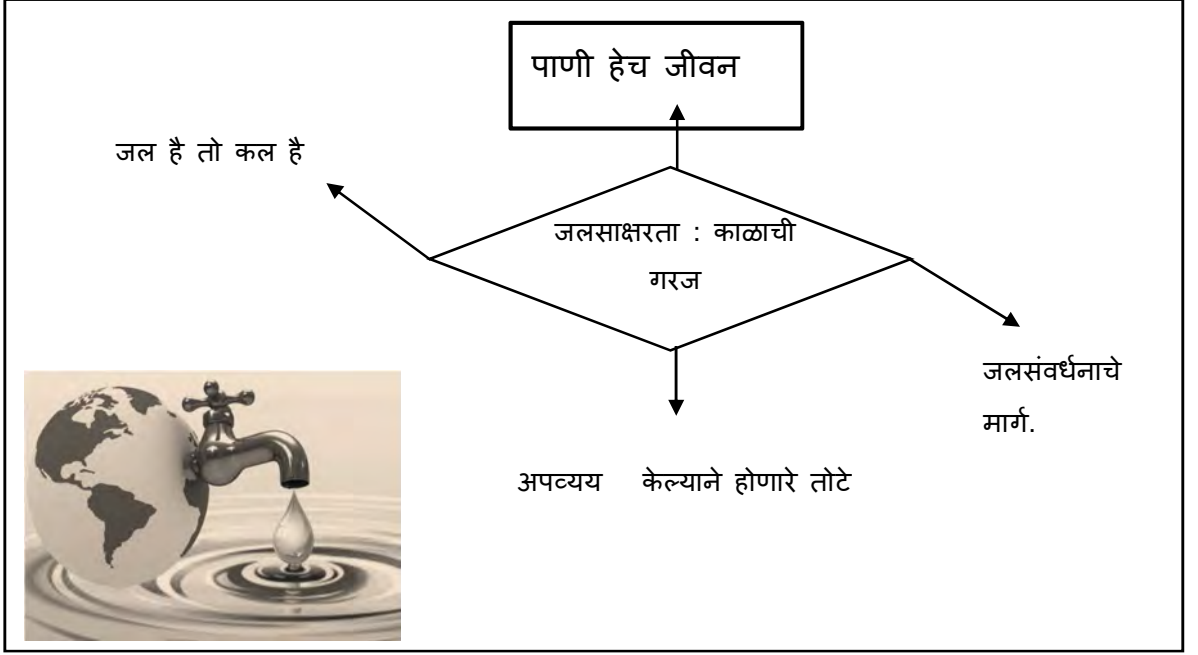 पाणी हेच जीवन
जल है तो कल है
जलसाक्षरता : काळाची
गरज
जलसंवर्धनाचे
मार्ग.
अपव्यय केल्याने होणारे तोटे